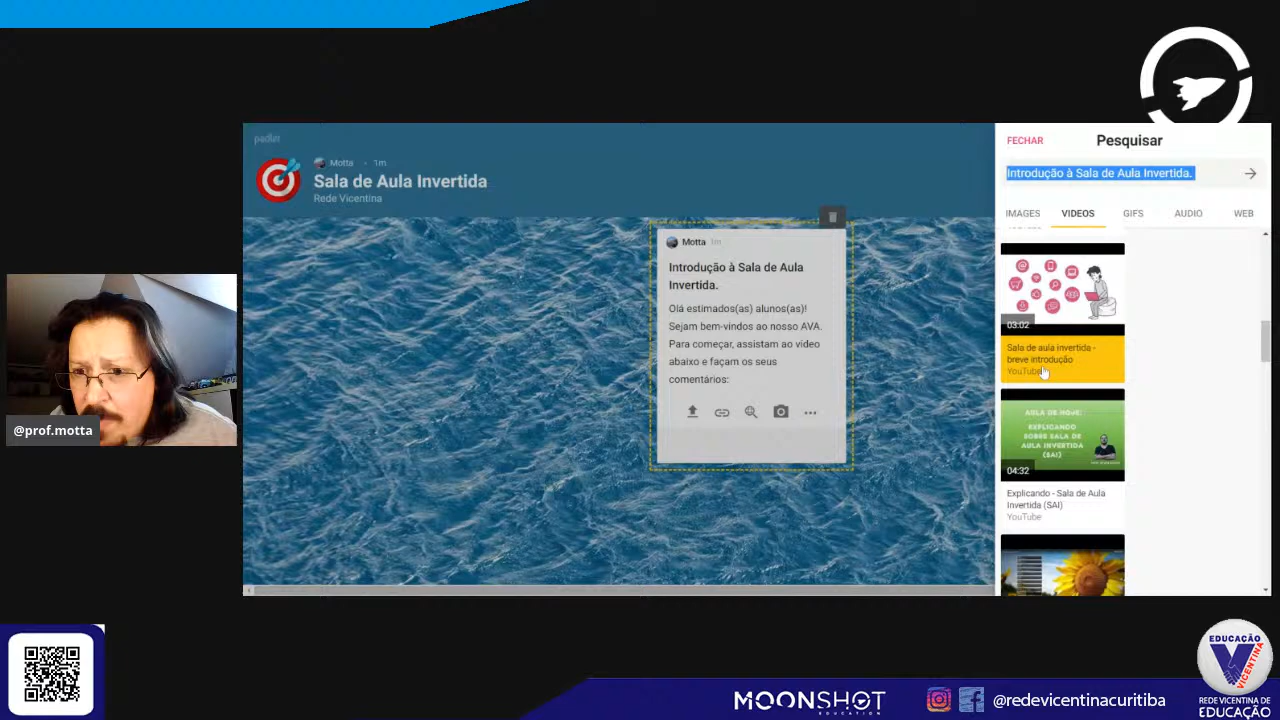 padlet
Motta 1m
Sala de Aula Invertida
Rede Vicentina
Motta 1m
Introdução à Sala de Aula
Invertida.
Olá estimados(as) alunos(as)!
Sejam bem-vindos ao nosso AVA.
Para começar, assistam ao vídeo
abaixo e façam os seus
comentários:
FECHAR
Pesquisar
Introdução à Sala de Aula Invertida.
IMAGES VIDEOS GIFS AUDIO WEB
03:02
Sala de aula invertida -
breve introdução
YouTube
AULA DE HOJE:
EXPLICANDO
SOBRE SALA DE
AULA INVERTIDA
(SAI)
04:32
Explicando - Sala de Aula
Invertida (SAI)
YouTube
@prof.motta
MOONSHOT
EDUCATION
@redevicentinacuritiba
EDUCAÇÃO
VICENTINA
REDE VICENTINA DE
EDUCAÇÃO